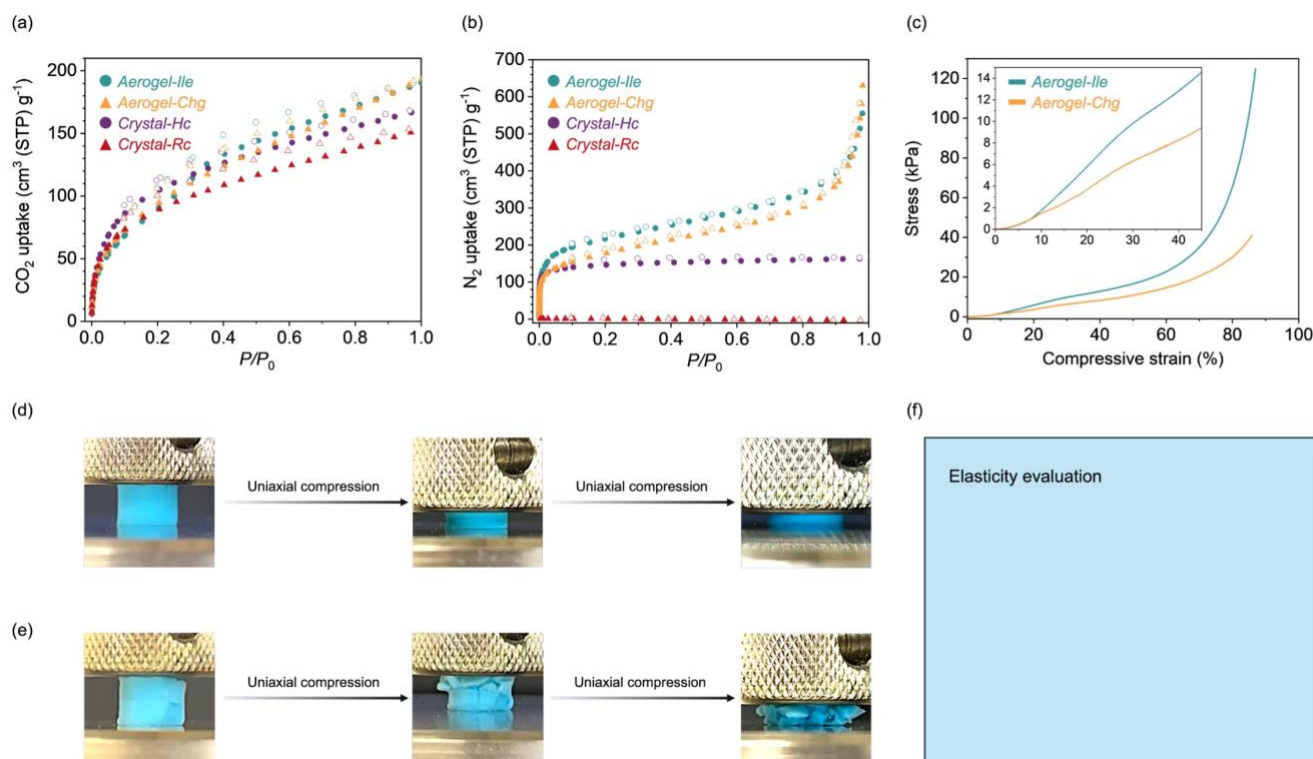 (a)
CO2 uptake (cm3 (STP) g-1)
200
150
100
50
0
Aerogel-Ile
Aerogel-Chg
Crystal-Hc
Crystal-Rc
0.0 0.2 0.4 0.6 0.8 1.0
P/P0
(b)
N2 uptake (cm3 (STP) g-1)
700
600
500
400
300
200
100
0
Aerogel-Ile
Aerogel-Chg
Crystal-Hc
Crystal-Rc
0.0 0.2 0.4 0.6 0.8 1.0
P/P0
(c)
Stress (kPa)
120
100
80
60
40
20
0
14
12
10
8
6
4
2
0
0 10 20 30 40
Aerogel-Ile
Aerogel-Chg
0 20 40 60 80 100
Compressive strain (%)
(d)
Uniaxial compression
Uniaxial compression
(e)
Uniaxial compression
Uniaxial compression
(f)
Elasticity evaluation